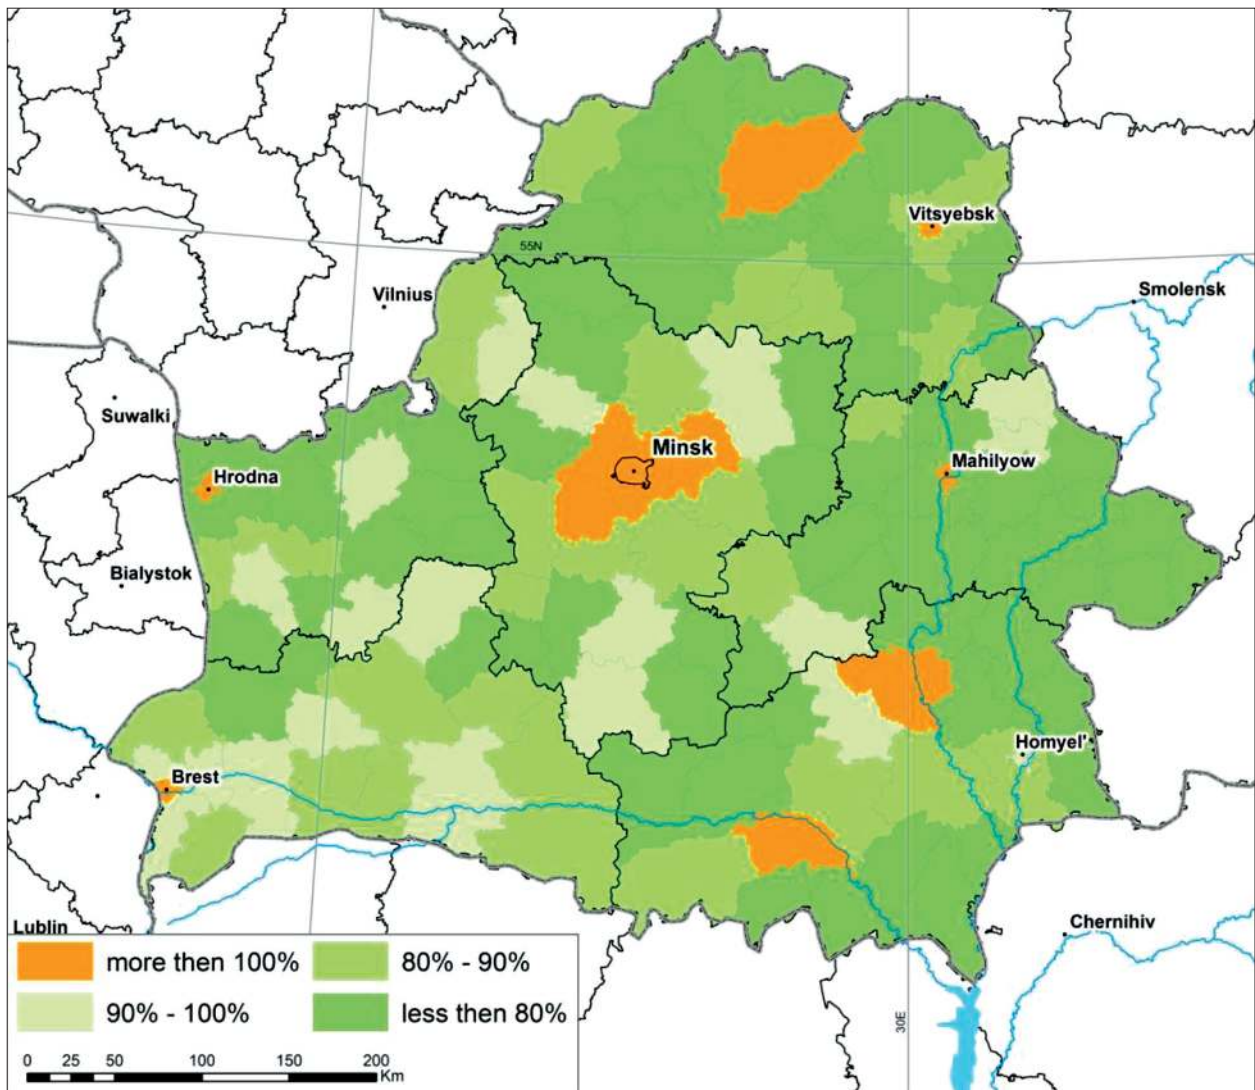 Vitsyebsk
55N
Smolensk
Vilnius
Suwalki
Minsk
Mahilyow
Hrodna
Bialystok
Homyel'
Brest
Chernihiv
Lublin
30E
more then 100%
80% - 90%
90% - 100%
less then 80%
0 25 50 100 150 200
Km